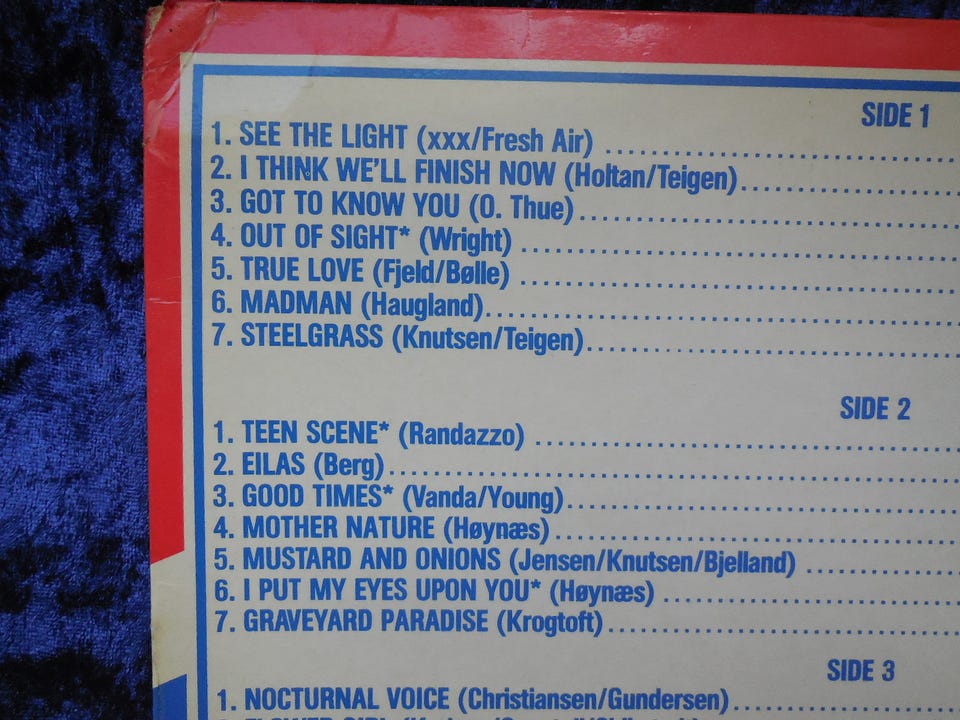 SIDE 1
1. SEE THE LIGHT (xxx/Fresh Air) ........................................
2. I THINK WE'LL FINISH NOW (Holtan/Teigen)........................
3. GOT TO KNOW YOU (O. Thue)........................................
4. OUT OF SIGHT* (Wright) ........................................
5. TRUE LOVE (Fjeld/Bølle) ........................................
6. MADMAN (Haugland)........................................
7. STEELGRASS (Knutsen/Teigen)........................................
SIDE 2
1. TEEN SCENE* (Randazzo) ........................................
2. EILAS (Berg)........................................
3. GOOD TIMES* (Vanda/Young)........................................
4. MOTHER NATURE (Høynæs)........................................
5. MUSTARD AND ONIONS (Jensen/Knutsen/Bjelland) ................
6. I PUT MY EYES UPON YOU* (Høynæs) ........................
7. GRAVEYARD PARADISE (Krogtoft)........................................
SIDE 3
1. NOCTURNAL VOICE (Christiansen/Gundersen)........................